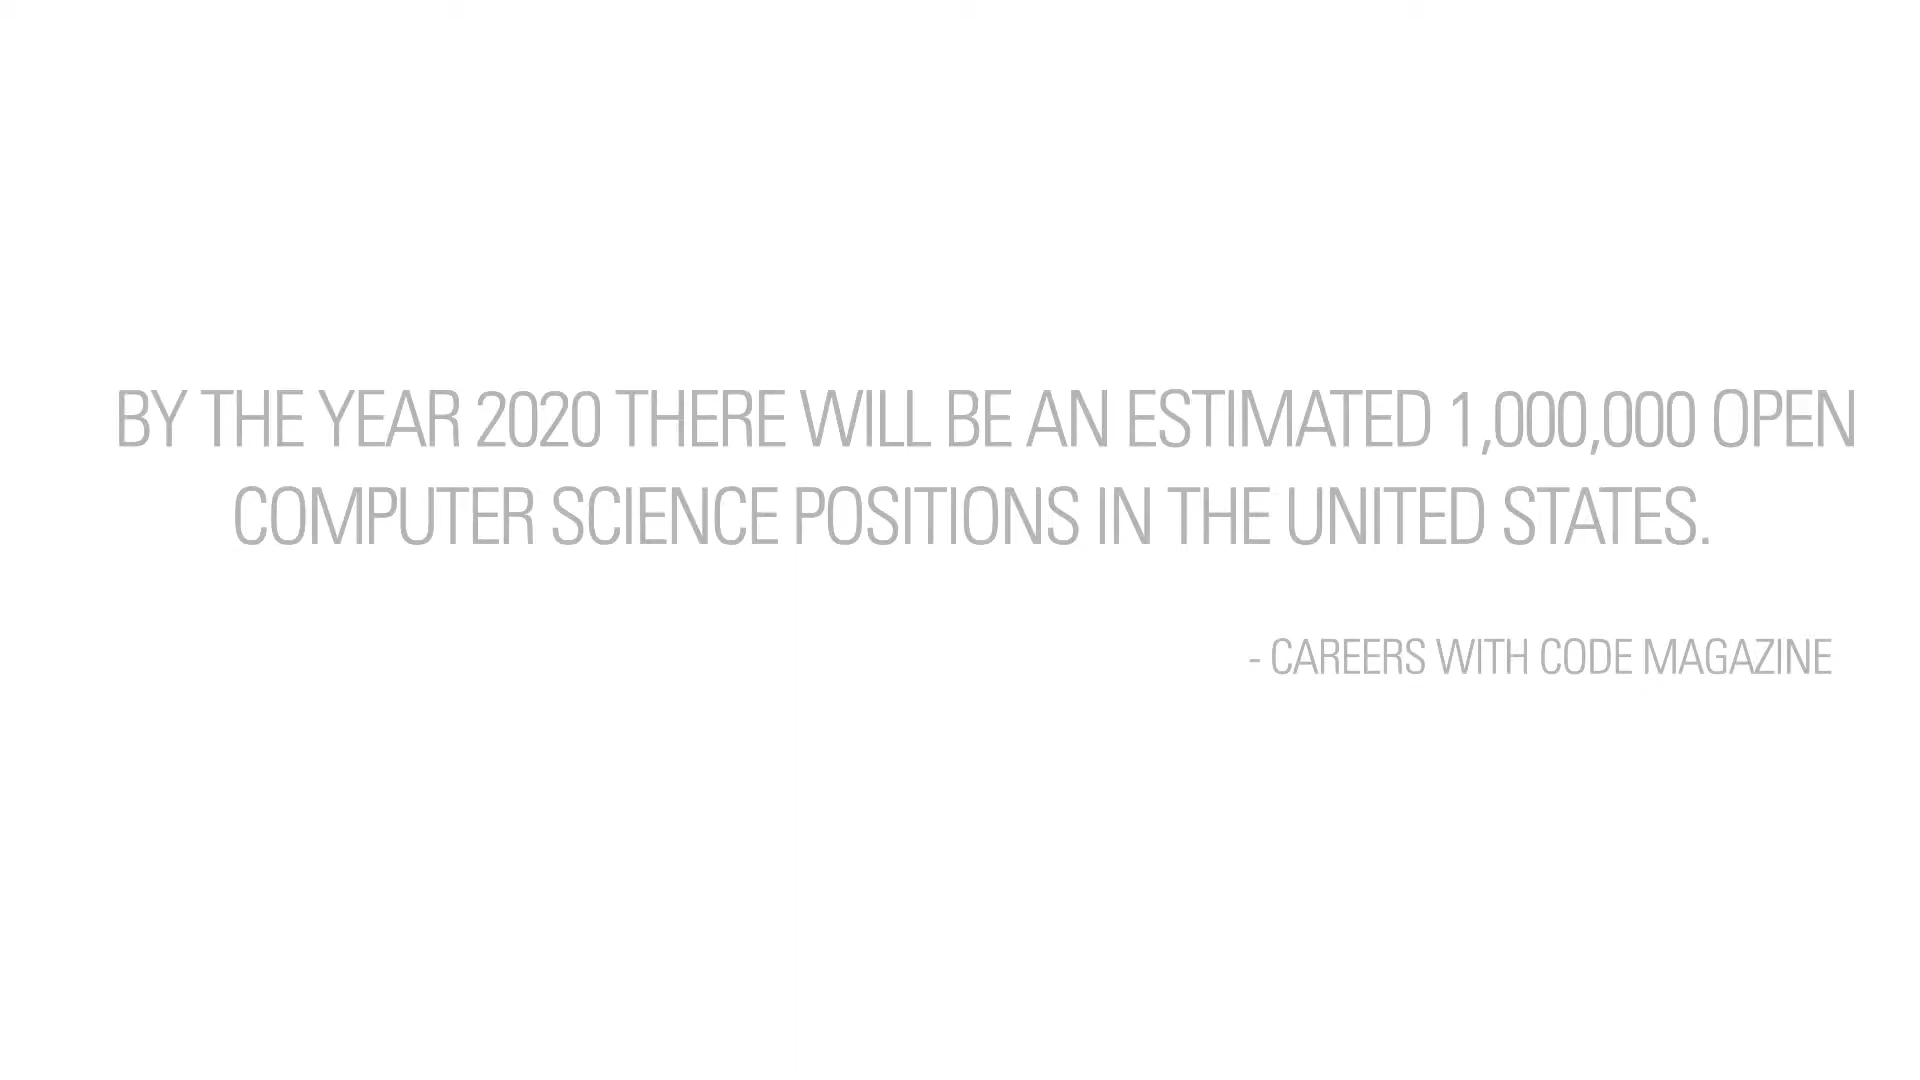 BY THE YEAR 2020 THERE WILL BE AN ESTIMATED 1,000,000 OPEN
COMPUTER SCIENCE POSITIONS IN THE UNITED STATES.
- CAREERS WITH CODE MAGAZINE